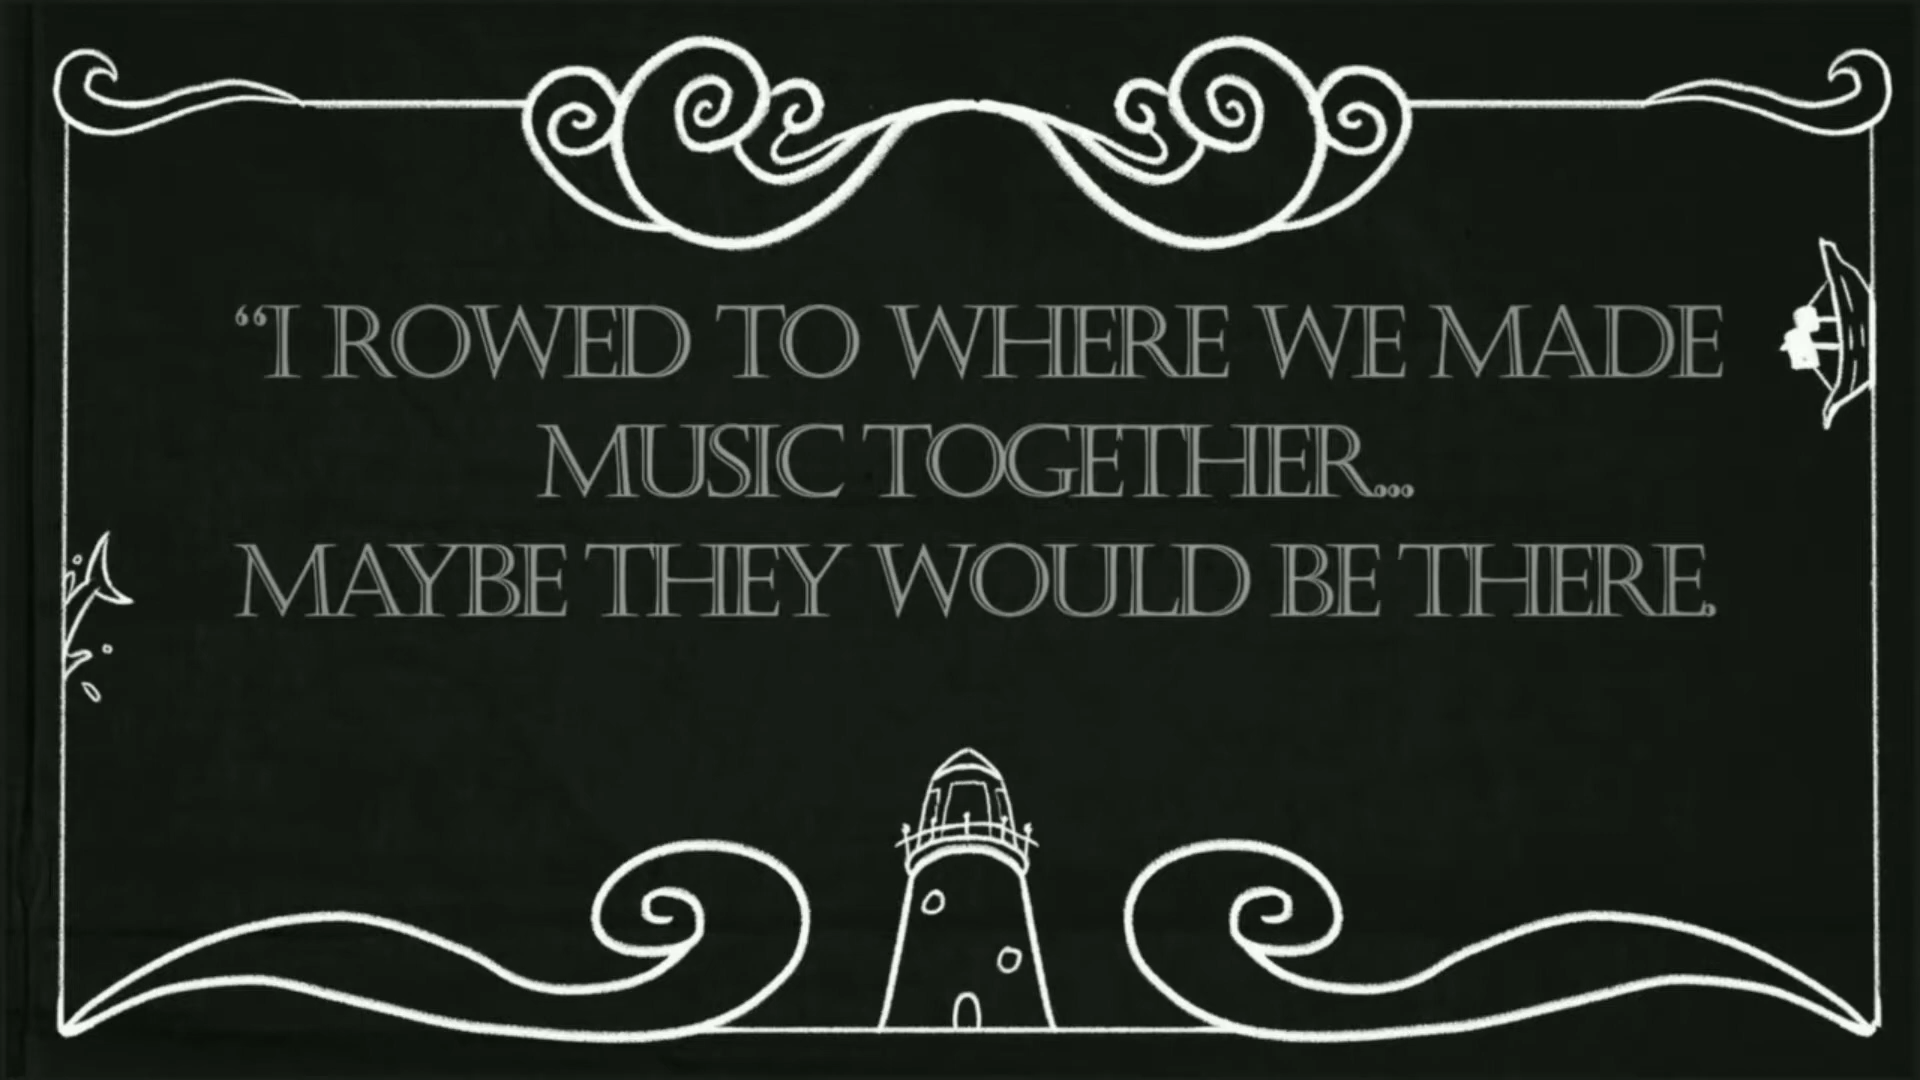 “I ROWED TO WHERE WE MADE
MUSIC TOGETHER...
MAYBE THEY WOULD BE THERE.